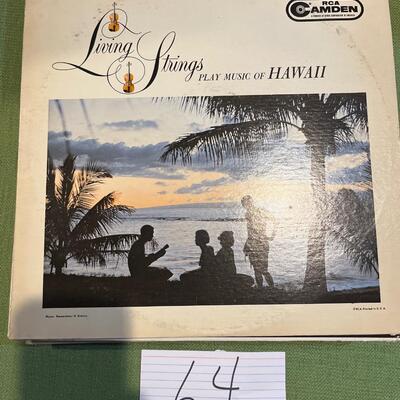 RCA
CAMDEN
Living
Strings PLAY MUSIC OF HAWAII
64